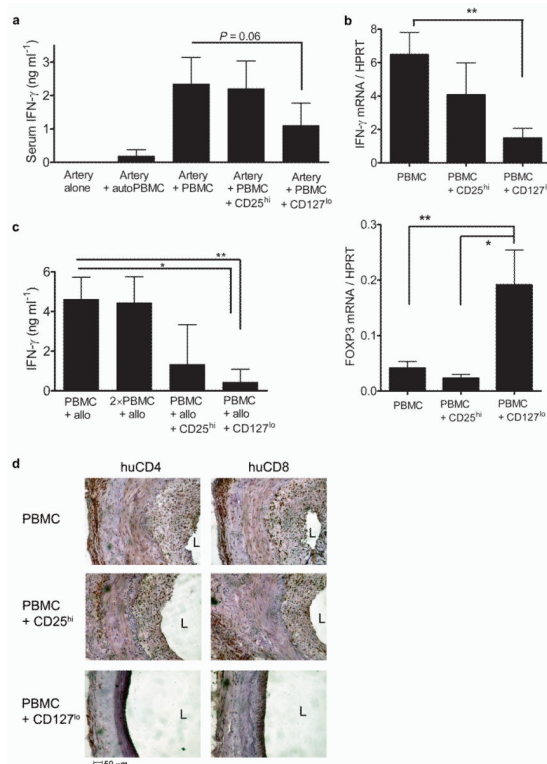 a
Serum IFN-γ (ng ml⁻¹)
P = 0.06
4
3
2
1
0
Artery alone
Artery + autoPBMC
Artery + PBMC
Artery + PBMC + CD25ʰⁱ
Artery + PBMC + CD127ˡᵒ
b
IFN-γ mRNA / HPRT
**
8
6
4
2
0
PBMC
PBMC + CD25ʰⁱ
PBMC + CD127ˡᵒ
c
IFN-γ (ng ml⁻¹)
**
*
8
6
4
2
0
PBMC + allo
2×PBMC + allo
PBMC + allo + CD25ʰⁱ
PBMC + allo + CD127ˡᵒ
FOXP3 mRNA / HPRT
**
*
0.3
0.2
0.1
0.0
PBMC
PBMC + CD25ʰⁱ
PBMC + CD127ˡᵒ
d
huCD4
huCD8
PBMC
L
L
PBMC + CD25ʰⁱ
L
L
PBMC + CD127ˡᵒ
L
L
50 μm